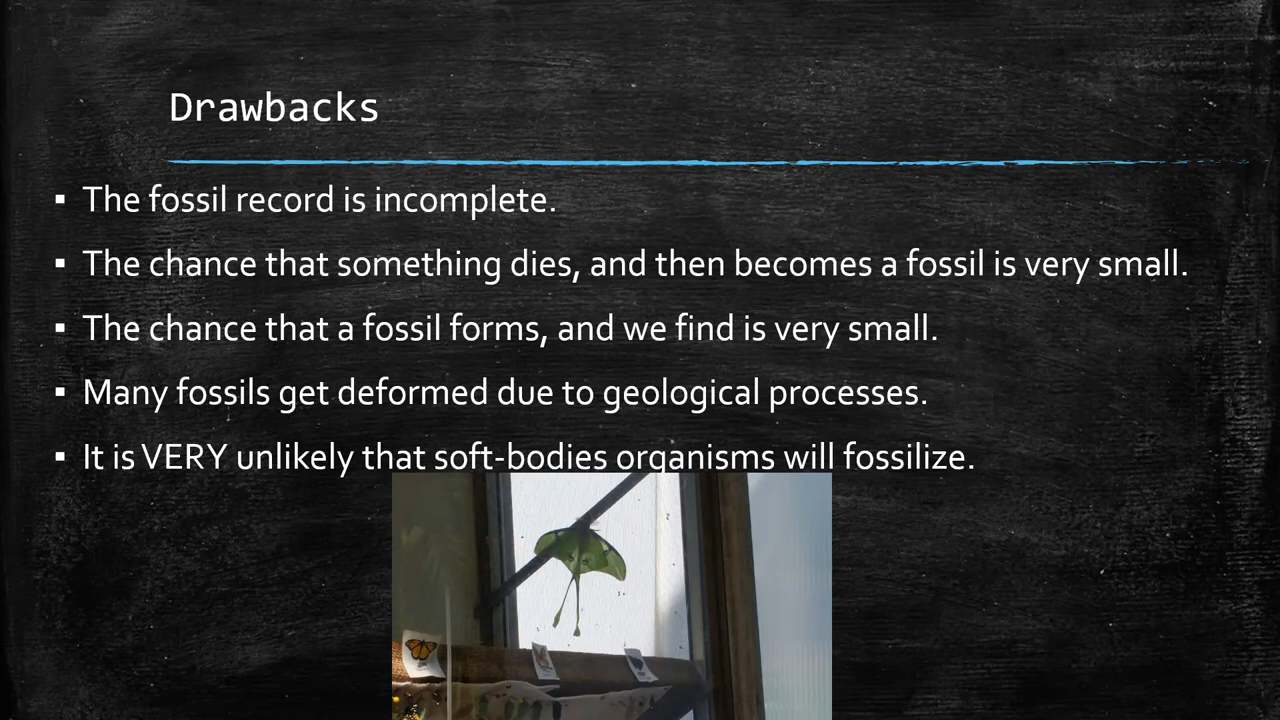 Drawbacks
▪ The fossil record is incomplete.
▪ The chance that something dies, and then becomes a fossil is very small.
▪ The chance that a fossil forms, and we find is very small.
▪ Many fossils get deformed due to geological processes.
▪ It is VERY unlikely that soft-bodies organisms will fossilize.